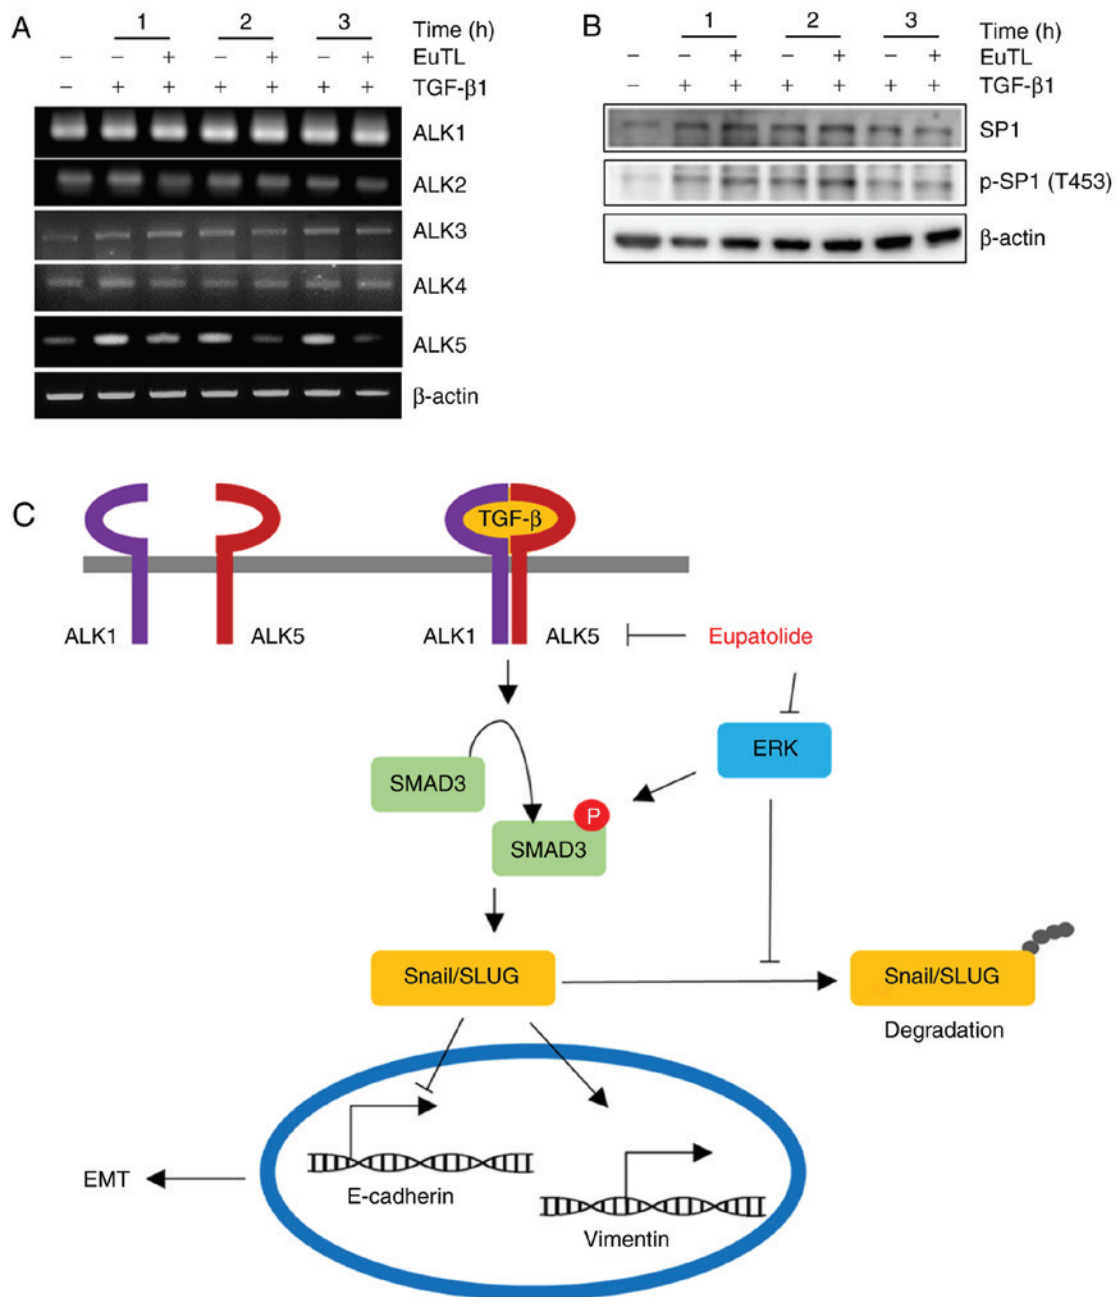 A
1 2 3 Time (h)
– – + – + – + EuTL
– + + + + + + TGF-β1
ALK1
ALK2
ALK3
ALK4
ALK5
β-actin
B
1 2 3 Time (h)
– – + – + – + EuTL
– + + + + + + TGF-β1
SP1
p-SP1 (T453)
β-actin
C
TGF-β
ALK1 ALK5 ALK1 ALK5 Eupatolide
ERK
SMAD3
P
SMAD3
Snail/SLUG Snail/SLUG
Degradation
EMT
E-cadherin
Vimentin